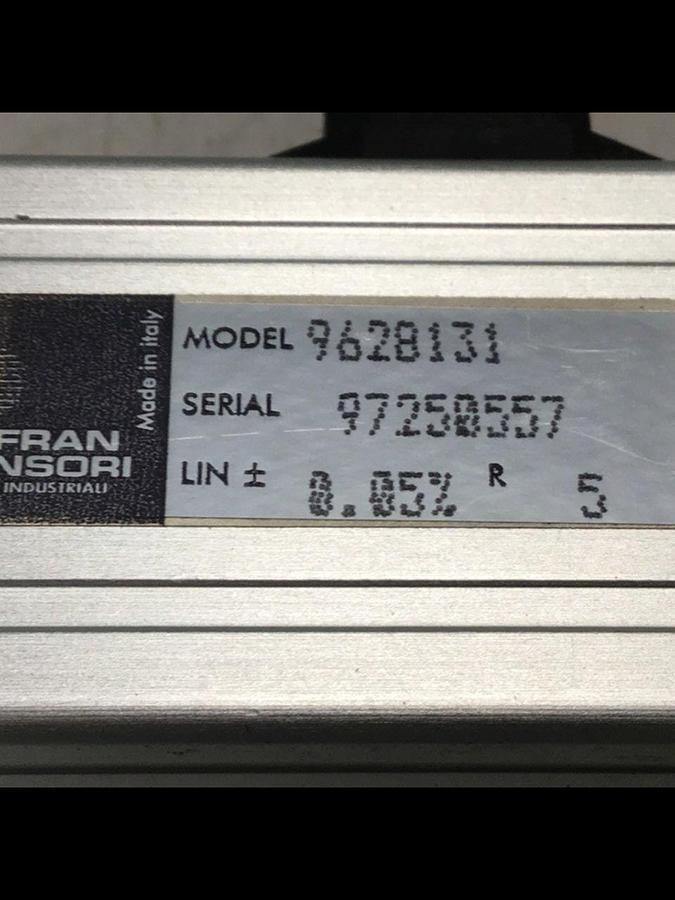 FRAN
NSORI
INDUSTRIALI
Made in italy
MODEL 9628131
SERIAL 97250557
LIN ± 0.05% R 5